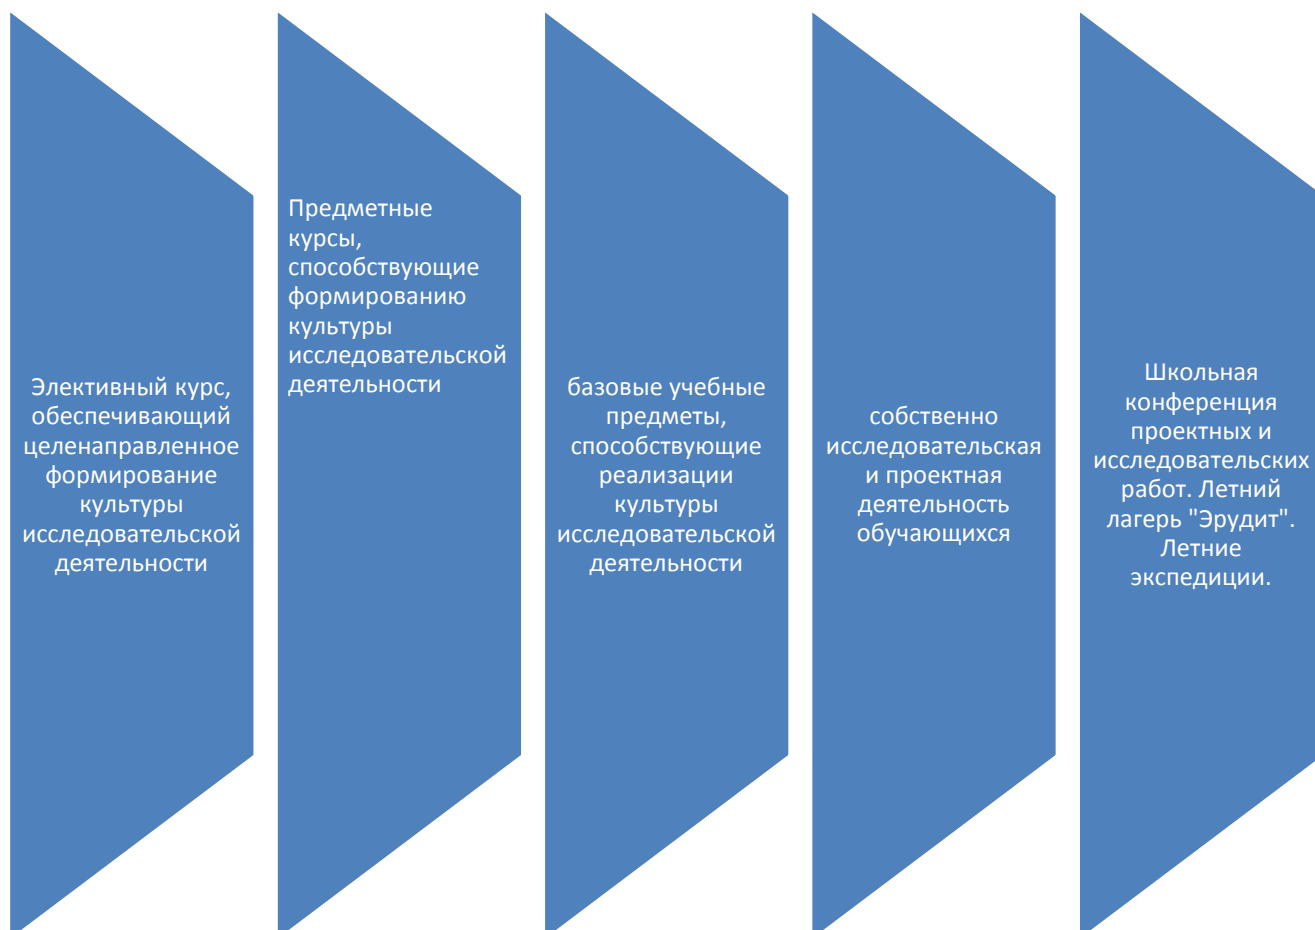 Элективный курс,
обеспечивающий
целенаправленное
формирование
культуры
исследовательской
деятельности
Предметные
курсы,
способствующие
формированию
культуры
исследовательской
деятельности
базовые учебные
предметы,
способствующие
реализации
культуры
исследовательской
деятельности
собственно
исследовательская
и проектная
деятельность
обучающихся
Школьная
конференция
проектных и
исследовательских
работ. Летний
лагерь "Эрудит".
Летние
экспедиции.